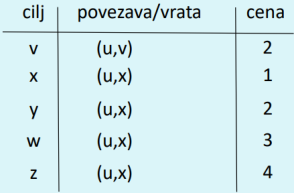 cilj povezava/vrata cena
v (u,v) 2
x (u,x) 1
y (u,x) 2
w (u,x) 3
z (u,x) 4